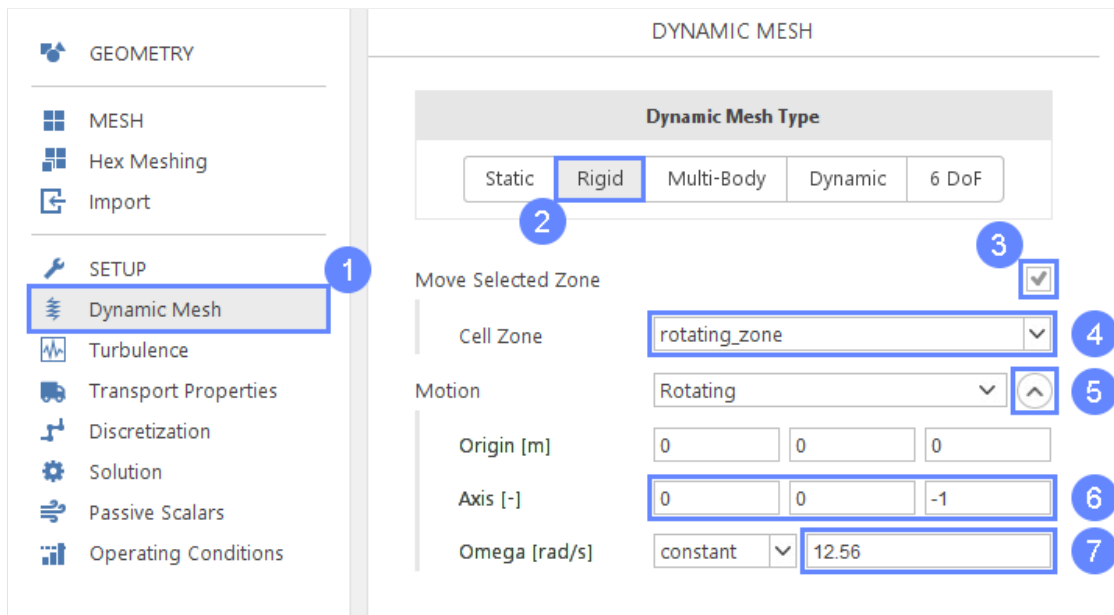 GEOMETRY
MESH
Hex Meshing
Import
SETUP
1
Dynamic Mesh
Turbulence
Transport Properties
Discretization
Solution
Passive Scalars
Operating Conditions
DYNAMIC MESH
Dynamic Mesh Type
Static Rigid Multi-Body Dynamic 6 DoF
2
3
Move Selected Zone
Cell Zone rotating_zone 4
Motion Rotating 5
Origin [m] 0 0 0
Axis [-] 0 0 -1 6
Omega [rad/s] constant 12.56 7